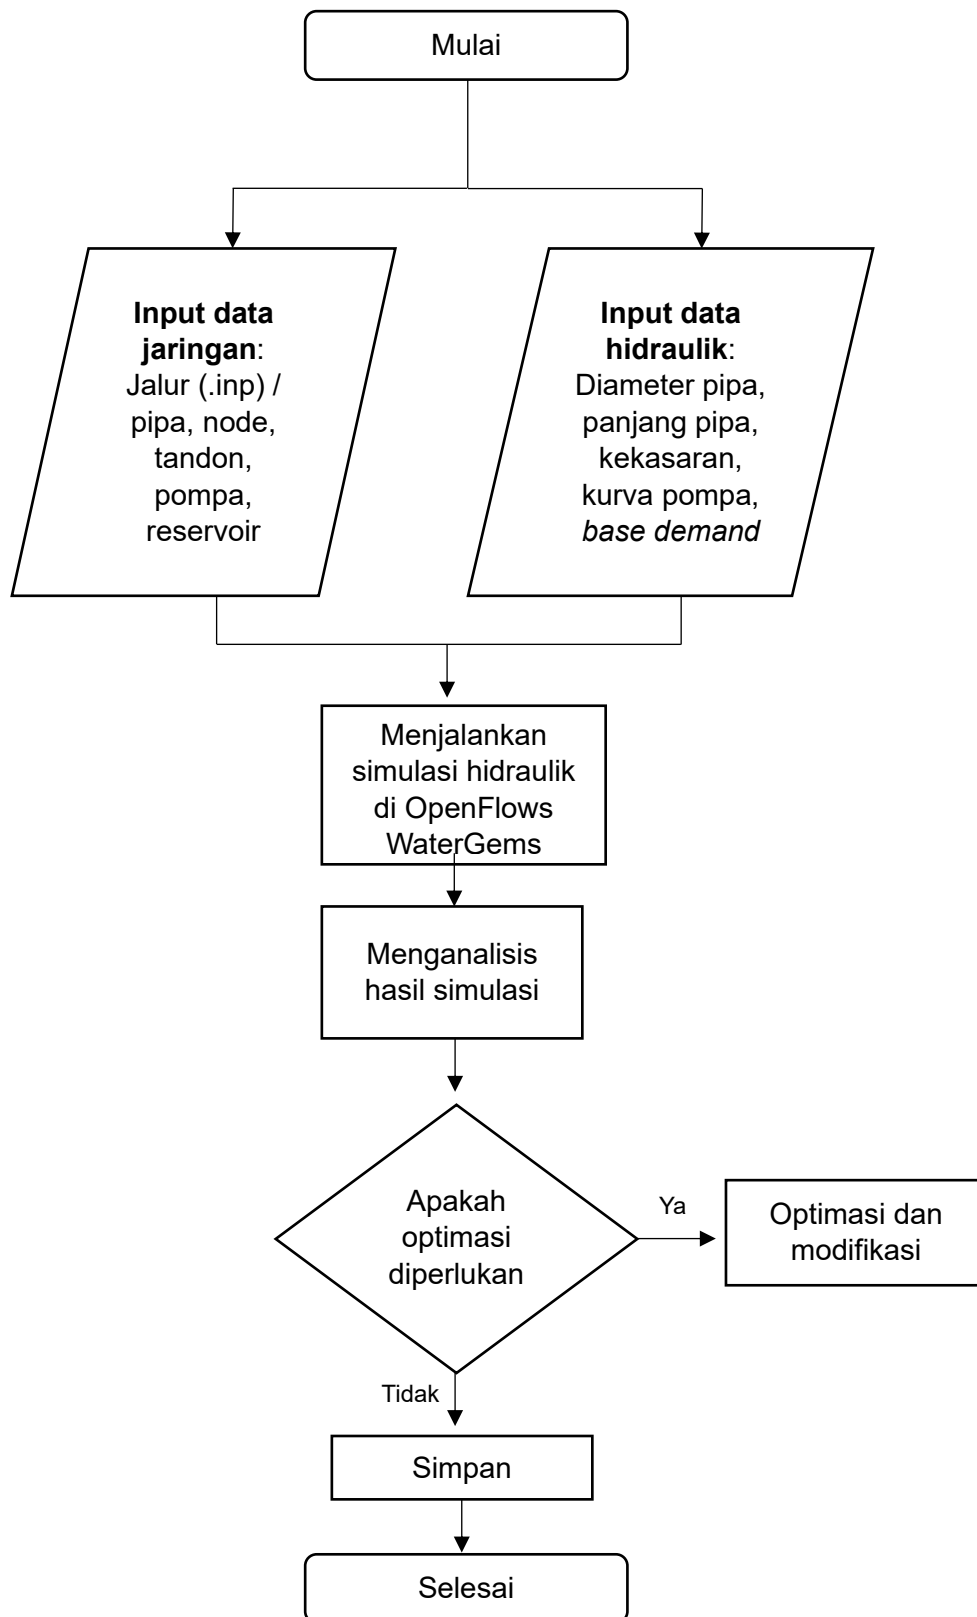 Mulai
Input data
jaringan:
Jalur (.inp) /
pipa, node,
tandon,
pompa,
reservoir
Input data
hidraulik:
Diameter pipa,
panjang pipa,
kekasaran,
kurva pompa,
base demand
Menjalankan
simulasi hidraulik
di OpenFlows
WaterGems
Menganalisis
hasil simulasi
Apakah
optimasi
diperlukan
Ya
Optimasi dan
modifikasi
Tidak
Simpan
Selesai